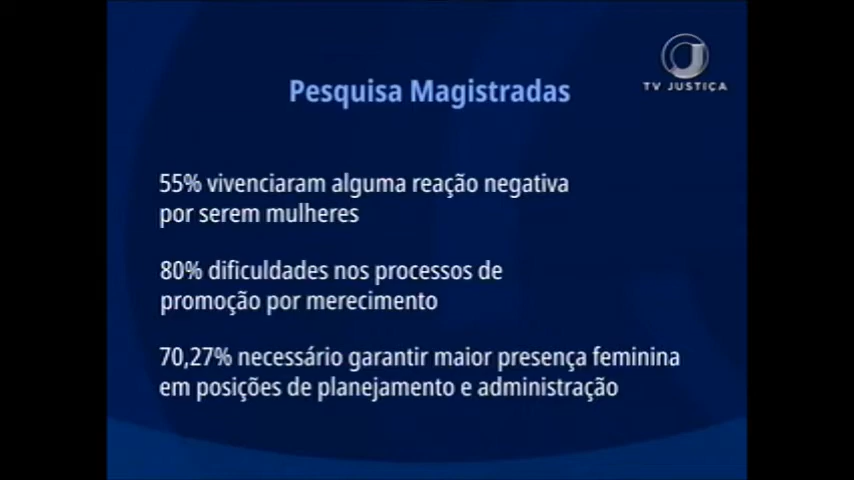 TV JUSTIÇA
Pesquisa Magistradas
55% vivenciaram alguma reação negativa
por serem mulheres
80% dificuldades nos processos de
promoção por merecimento
70,27% necessário garantir maior presença feminina
em posições de planejamento e administração